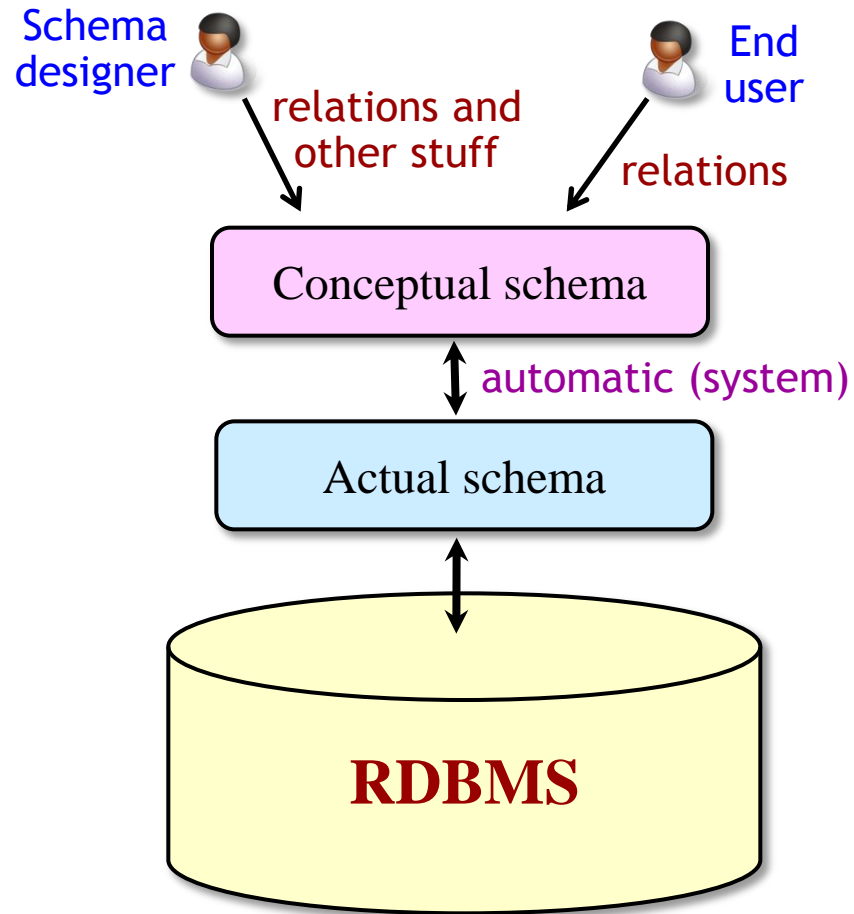 Schema
designer
End
user
relations and
other stuff
relations
Conceptual schema
automatic (system)
Actual schema
RDBMS